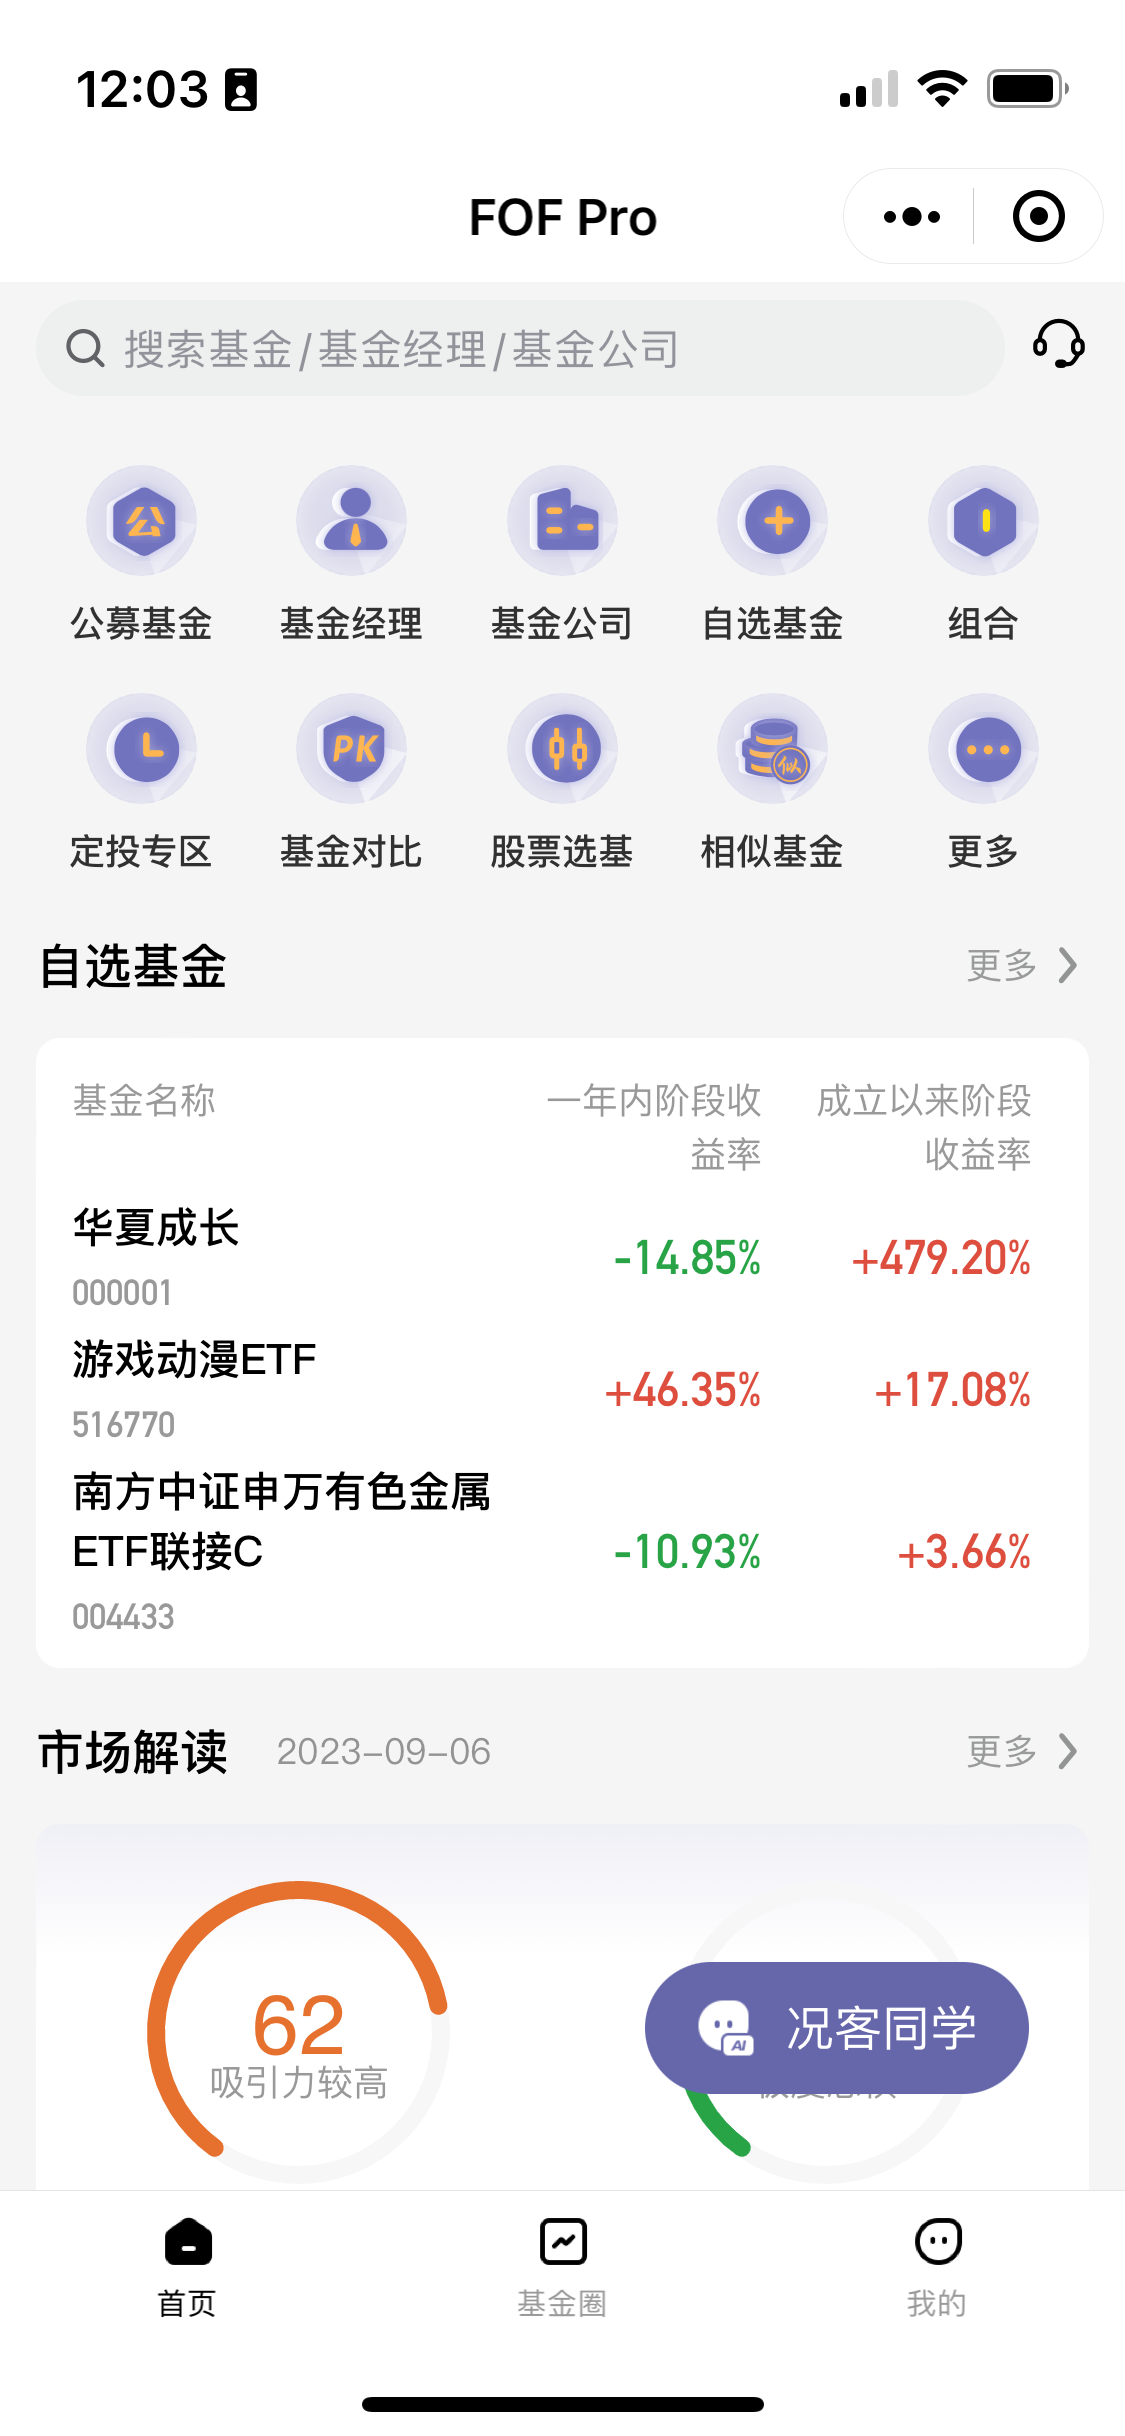 12:03
FOF Pro
搜索基金/基金经理/基金公司
公
公募基金
基金经理
基金公司
自选基金
组合
PK
似
定投专区
基金对比
股票选基
相似基金
更多
自选基金
更多
基金名称
一年内阶段收
益率
成立以来阶段
收益率
华夏成长
000001
-14.85%
+479.20%
游戏动漫ETF
516770
+46.35%
+17.08%
南方中证申万有色金属
ETF联接C
004433
-10.93%
+3.66%
市场解读
2023-09-06
更多
62
吸引力较高
AI
况客同学
首页
基金圈
我的